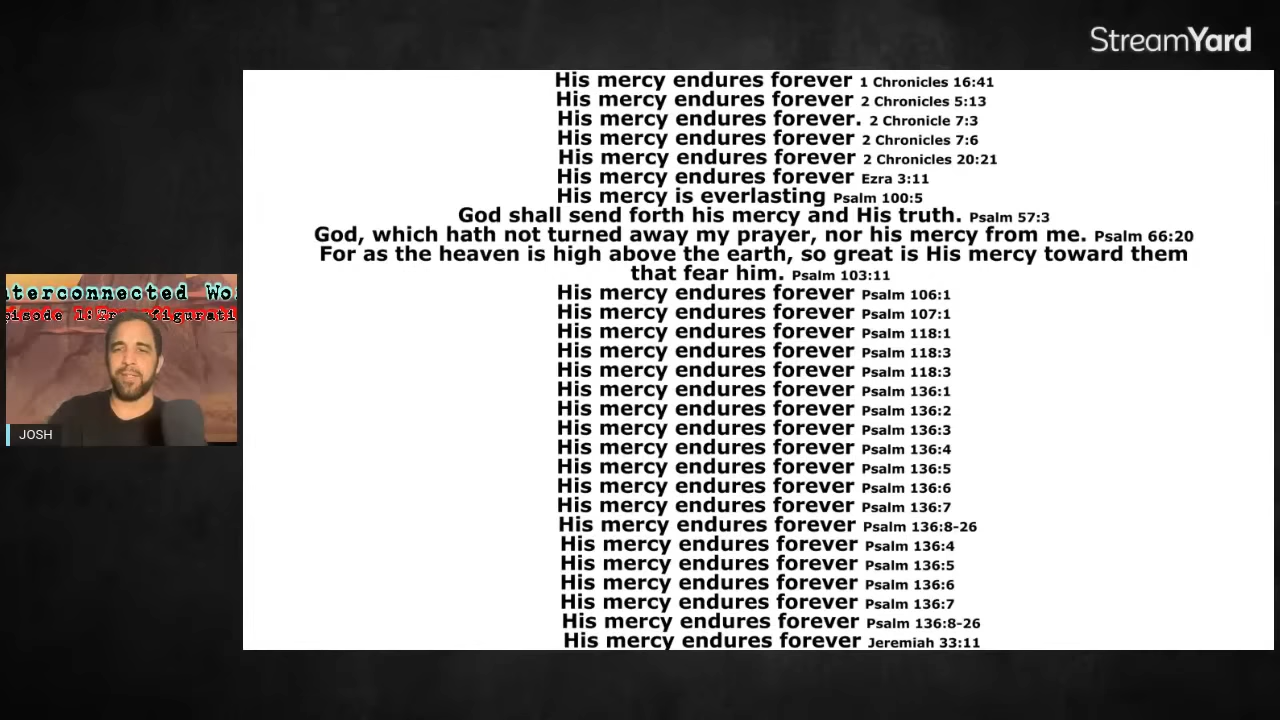 StreamYard
His mercy endures forever 1 Chronicles 16:41
His mercy endures forever 2 Chronicles 5:13
His mercy endures forever. 2 Chronicle 7:3
His mercy endures forever 2 Chronicles 7:6
His mercy endures forever 2 Chronicles 20:21
His mercy endures forever Ezra 3:11
His mercy is everlasting Psalm 100:5
God shall send forth his mercy and His truth. Psalm 57:3
God, which hath not turned away my prayer, nor his mercy from me. Psalm 66:20
For as the heaven is high above the earth, so great is His mercy toward them
that fear him. Psalm 103:11
His mercy endures forever Psalm 106:1
His mercy endures forever Psalm 107:1
His mercy endures forever Psalm 118:1
His mercy endures forever Psalm 118:3
His mercy endures forever Psalm 118:3
His mercy endures forever Psalm 136:1
His mercy endures forever Psalm 136:2
His mercy endures forever Psalm 136:3
His mercy endures forever Psalm 136:4
His mercy endures forever Psalm 136:5
His mercy endures forever Psalm 136:6
His mercy endures forever Psalm 136:7
His mercy endures forever Psalm 136:8-26
His mercy endures forever Psalm 136:4
His mercy endures forever Psalm 136:5
His mercy endures forever Psalm 136:6
His mercy endures forever Psalm 136:7
His mercy endures forever Psalm 136:8-26
His mercy endures forever Jeremiah 33:11
terconnected Wo
JOSH